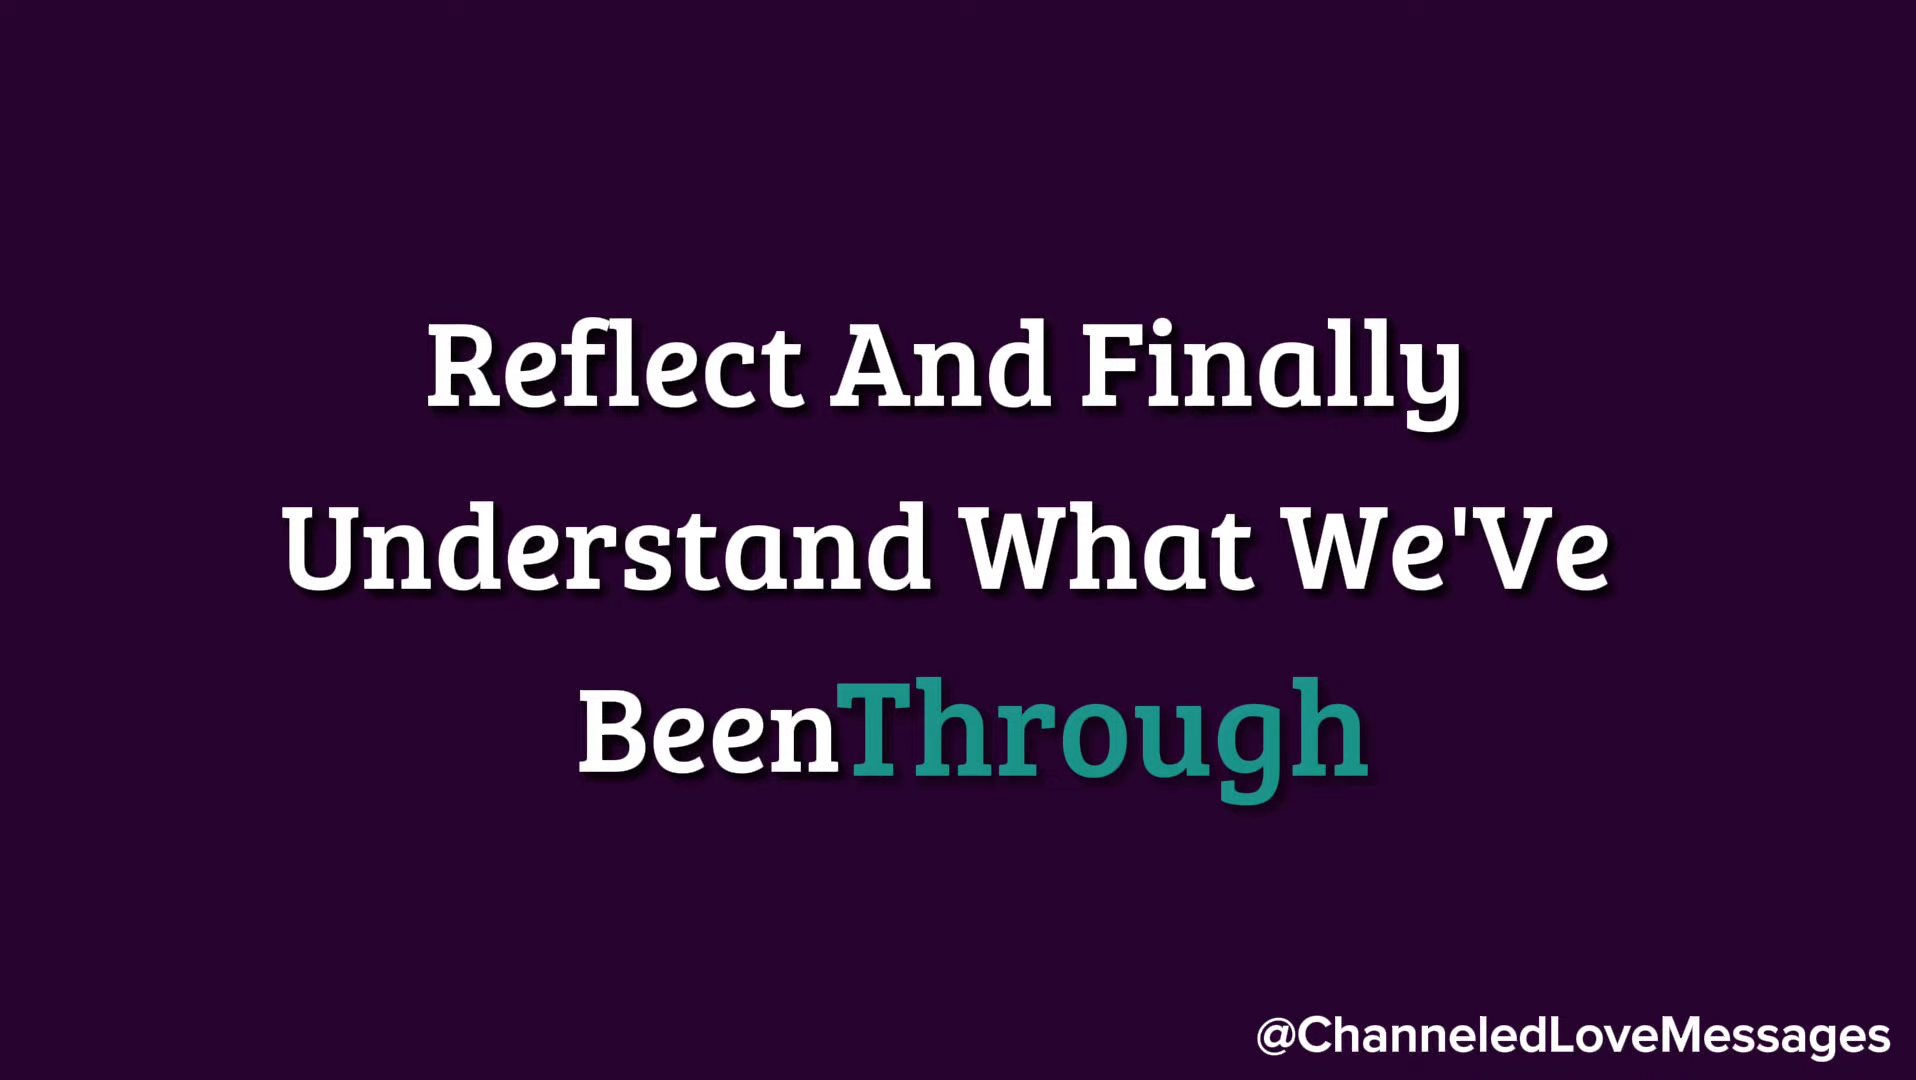 Reflect And Finally
Understand What We'Ve
BeenThrough
@ChanneledLoveMessages